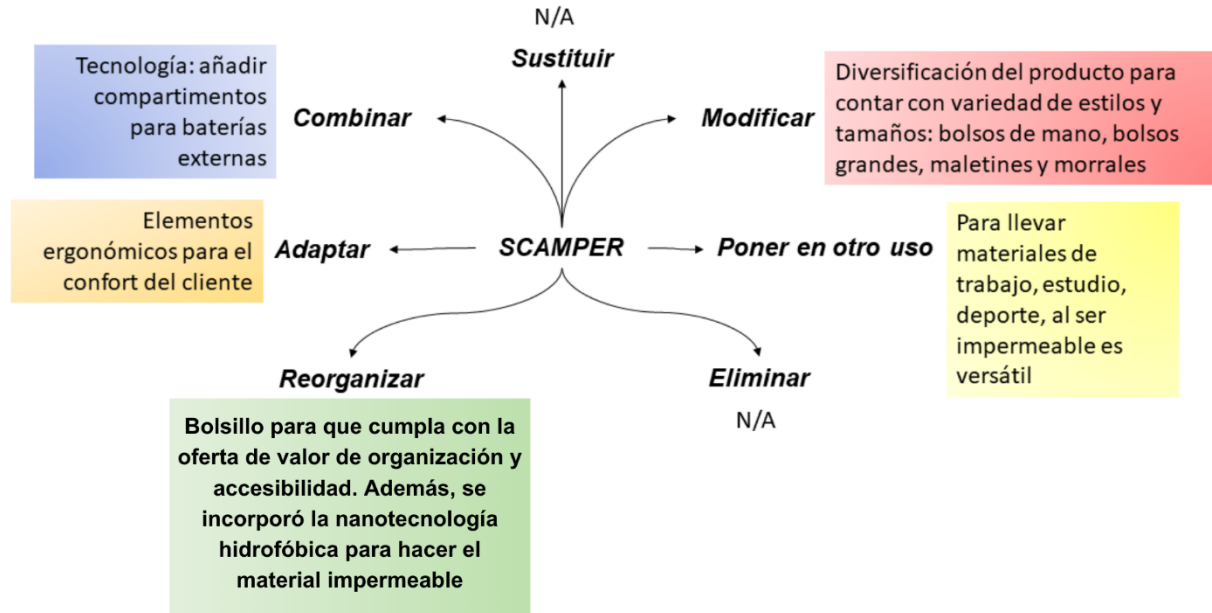 N/A
Sustituir
Tecnología: añadir
compartimentos
para baterías
externas
Combinar
Modificar
Diversificación del producto para
contar con variedad de estilos y
tamaños: bolsos de mano, bolsos
grandes, maletines y morrales
Elementos
ergonómicos para el
confort del cliente
Adaptar
SCAMPER
Poner en otro uso
Para llevar
materiales de
trabajo, estudio,
deporte, al ser
impermeable es
versátil
Reorganizar
Bolsillo para que cumpla con la
oferta de valor de organización y
accesibilidad. Además, se
incorporó la nanotecnología
hidrofóbica para hacer el
material impermeable
Eliminar
N/A